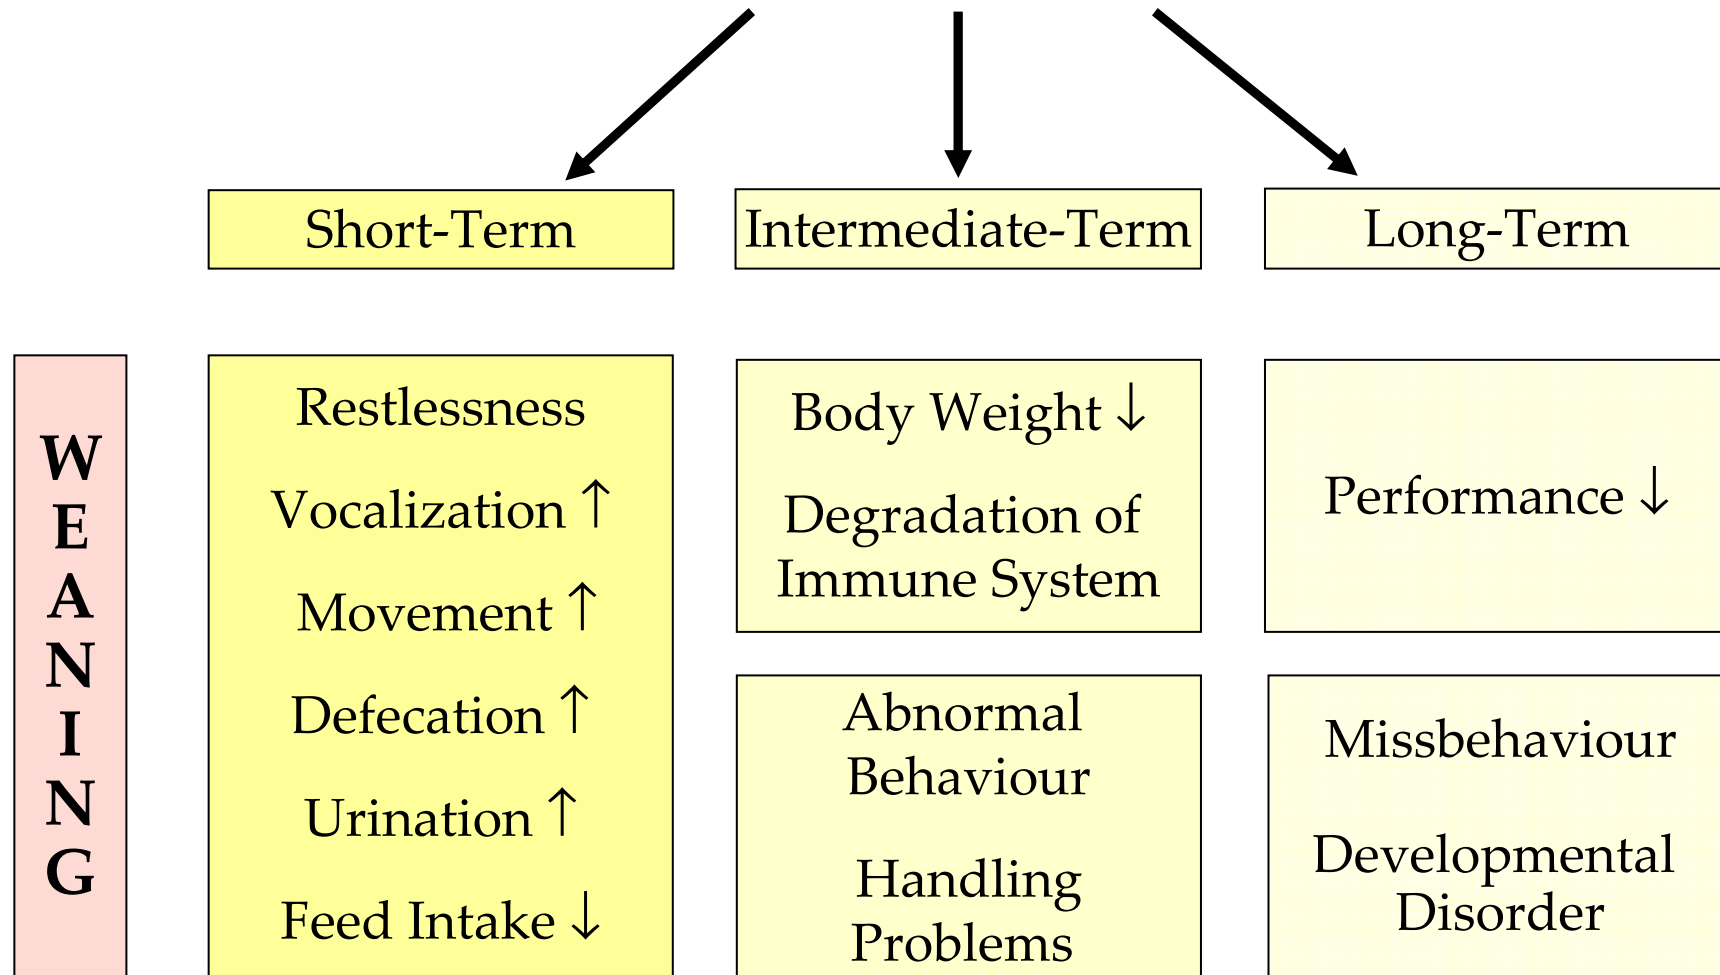 Short-Term
Intermediate-Term
Long-Term
WEANING
Restlessness
Vocalization ↑
Movement ↑
Defecation ↑
Urination ↑
Feed Intake ↓
Body Weight ↓
Degradation of
Immune System
Abnormal
Behaviour
Handling
Problems
Performance ↓
Missbehaviour
Developmental
Disorder